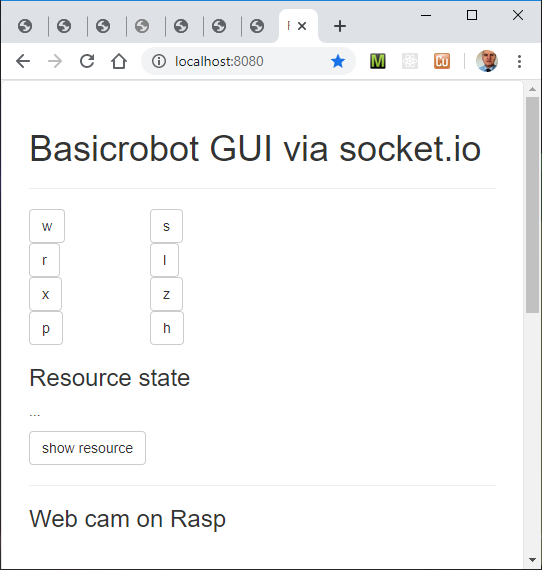 localhost:8080
Basicrobot GUI via socket.io
w s
r l
x z
p h
Resource state
...
show resource
Web cam on Rasp